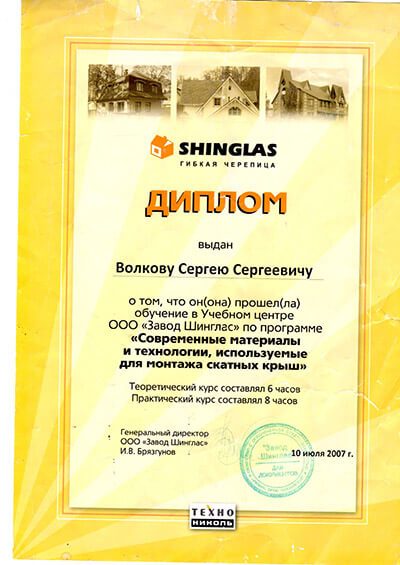 SHINGLAS
ГИБКАЯ ЧЕРЕПИЦА
ДИПЛОМ
выдан
Волкову Сергею Сергеевичу
о том, что он(она) прошел(ла)
обучение в Учебном центре
ООО «Завод Шинглас» по программе
«Современные материалы
и технологии, используемые
для монтажа скатных крыш»
Теоретический курс составлял 6 часов
Практический курс составлял 8 часов
Генеральный директор
ООО «Завод Шинглас»
И.В. Брязгунов
"Завод
Шинглас"
ДЛЯ
ДОКУМЕНТОВ
10 июля 2007 г.
ТЕХНО
НИКОЛЬ